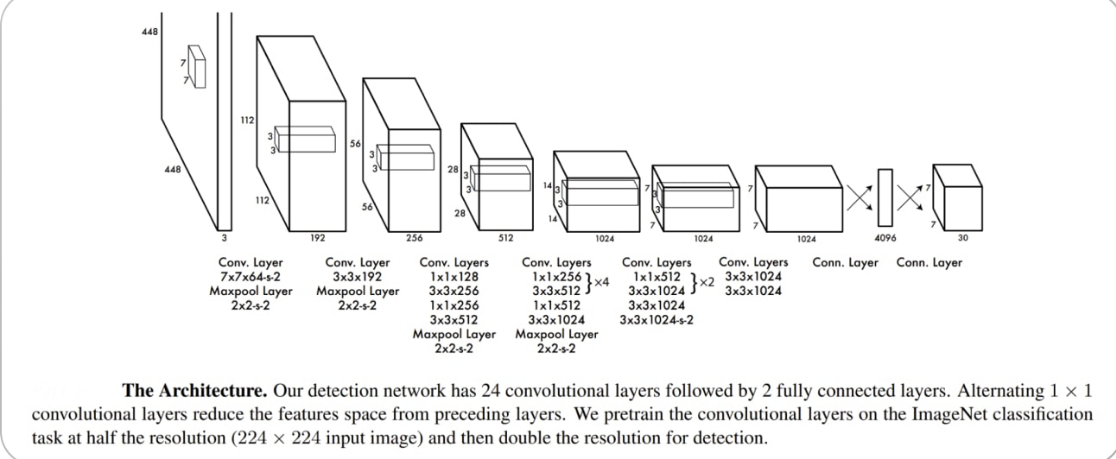 448
7
7
448
3
112
3
3
112
192
56
3
3
56
256
28
3
3
28
512
14
3
3
14
1024
7
3
3
7
1024
7
7
1024
4096
7
7
30
Conv. Layer
7x7x64-s-2
Maxpool Layer
2x2-s-2
Conv. Layer
3x3x192
Maxpool Layer
2x2-s-2
Conv. Layers
1x1x128
3x3x256
1x1x256
3x3x512
Maxpool Layer
2x2-s-2
Conv. Layers
1x1x256
3x3x512 } ×4
1x1x512
3x3x1024
Maxpool Layer
2x2-s-2
Conv. Layers
1x1x512
3x3x1024 } ×2
3x3x1024
3x3x1024-s-2
Conv. Layers
3x3x1024
3x3x1024
Conn. Layer
Conn. Layer
The Architecture. Our detection network has 24 convolutional layers followed by 2 fully connected layers. Alternating 1 × 1
convolutional layers reduce the features space from preceding layers. We pretrain the convolutional layers on the ImageNet classification
task at half the resolution (224 × 224 input image) and then double the resolution for detection.